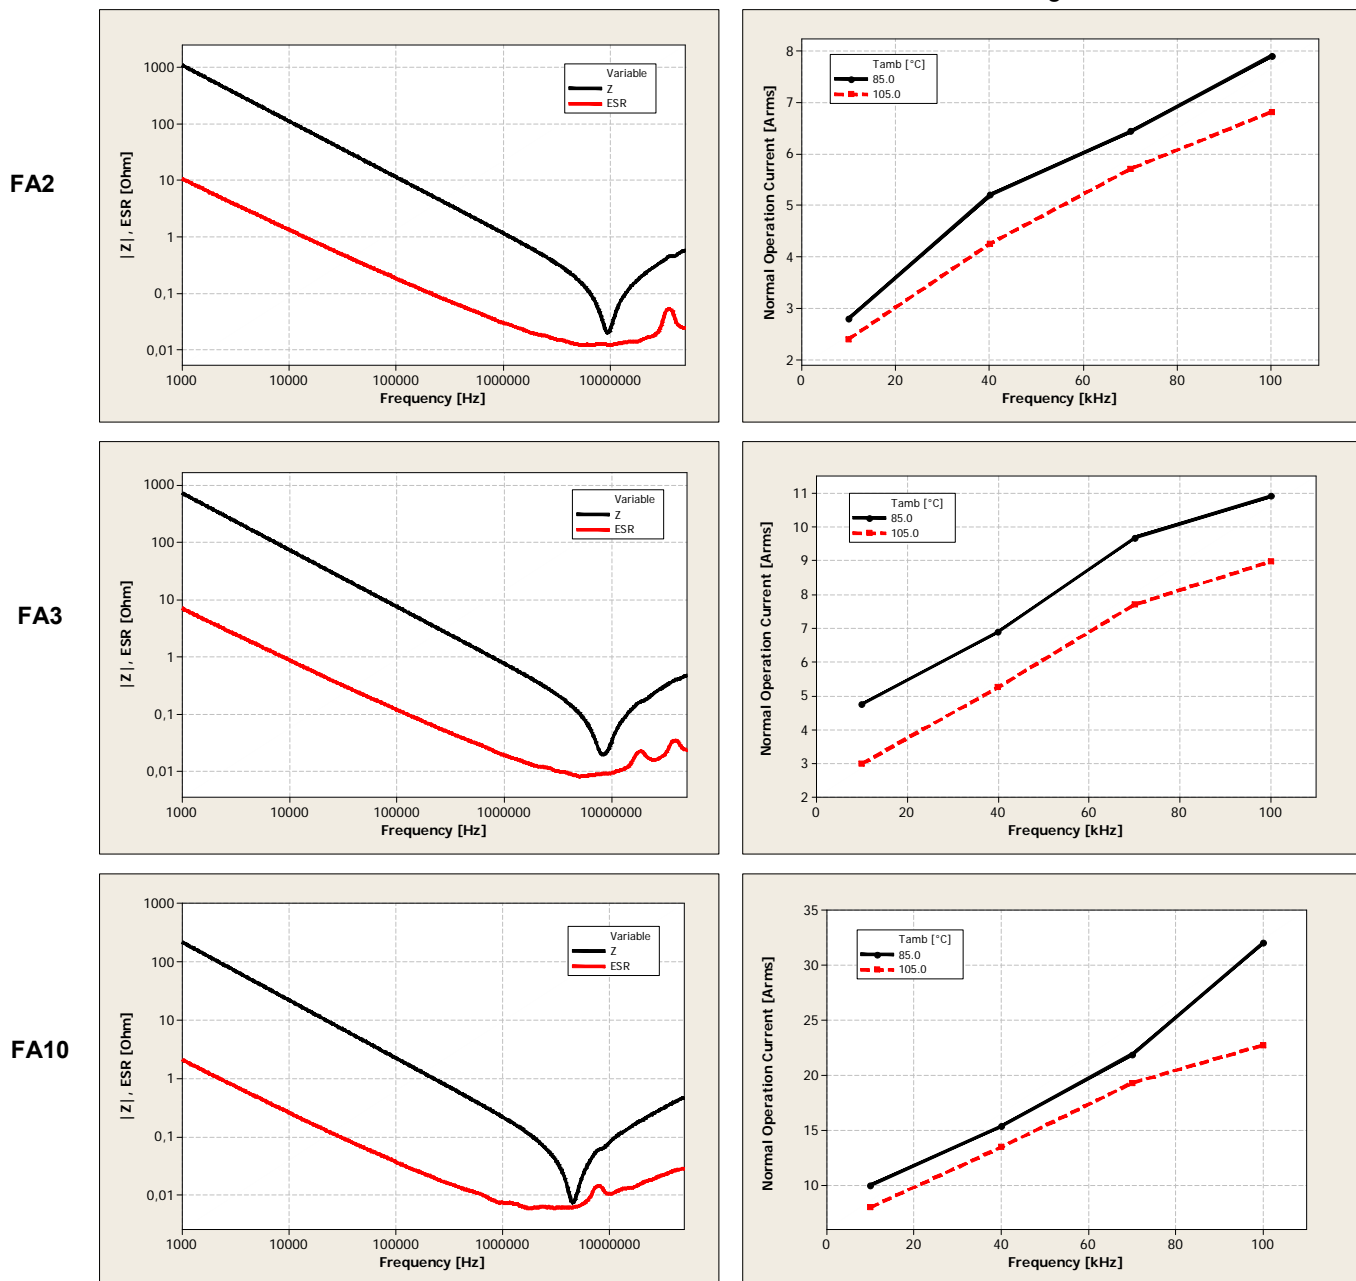 FA2
1000
100
10
1
0,1
0,01
|Z|, ESR [Ohm]
Variable
Z
ESR
1000
10000
100000
1000000
10000000
Frequency [Hz]
8
7
6
5
4
3
2
Normal Operation Current [Arms]
Tamb [°C]
85.0
105.0
0
20
40
60
80
100
Frequency [kHz]
FA3
1000
100
10
1
0,1
0,01
|Z|, ESR [Ohm]
Variable
Z
ESR
1000
10000
100000
1000000
10000000
Frequency [Hz]
11
10
9
8
7
6
5
4
3
2
Normal Operation Current [Arms]
Tamb [°C]
85.0
105.0
0
20
40
60
80
100
Frequency [kHz]
FA10
1000
100
10
1
0,1
0,01
|Z|, ESR [Ohm]
Variable
Z
ESR
1000
10000
100000
1000000
10000000
Frequency [Hz]
35
30
25
20
15
10
Normal Operation Current [Arms]
Tamb [°C]
85.0
105.0
0
20
40
60
80
100
Frequency [kHz]